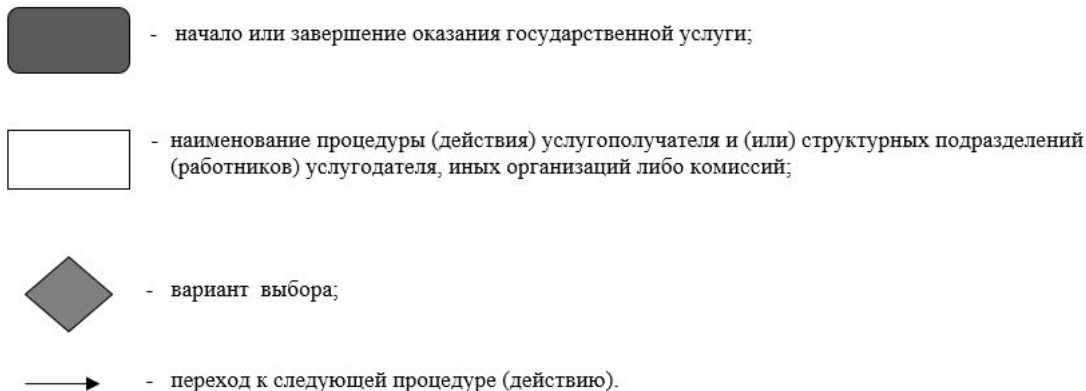 - начало или завершение оказания государственной услуги;
- наименование процедуры (действия) услугополучателя и (или) структурных подразделений
(работников) услугодателя, иных организаций либо комиссий;
- вариант выбора;
- переход к следующей процедуре (действию).